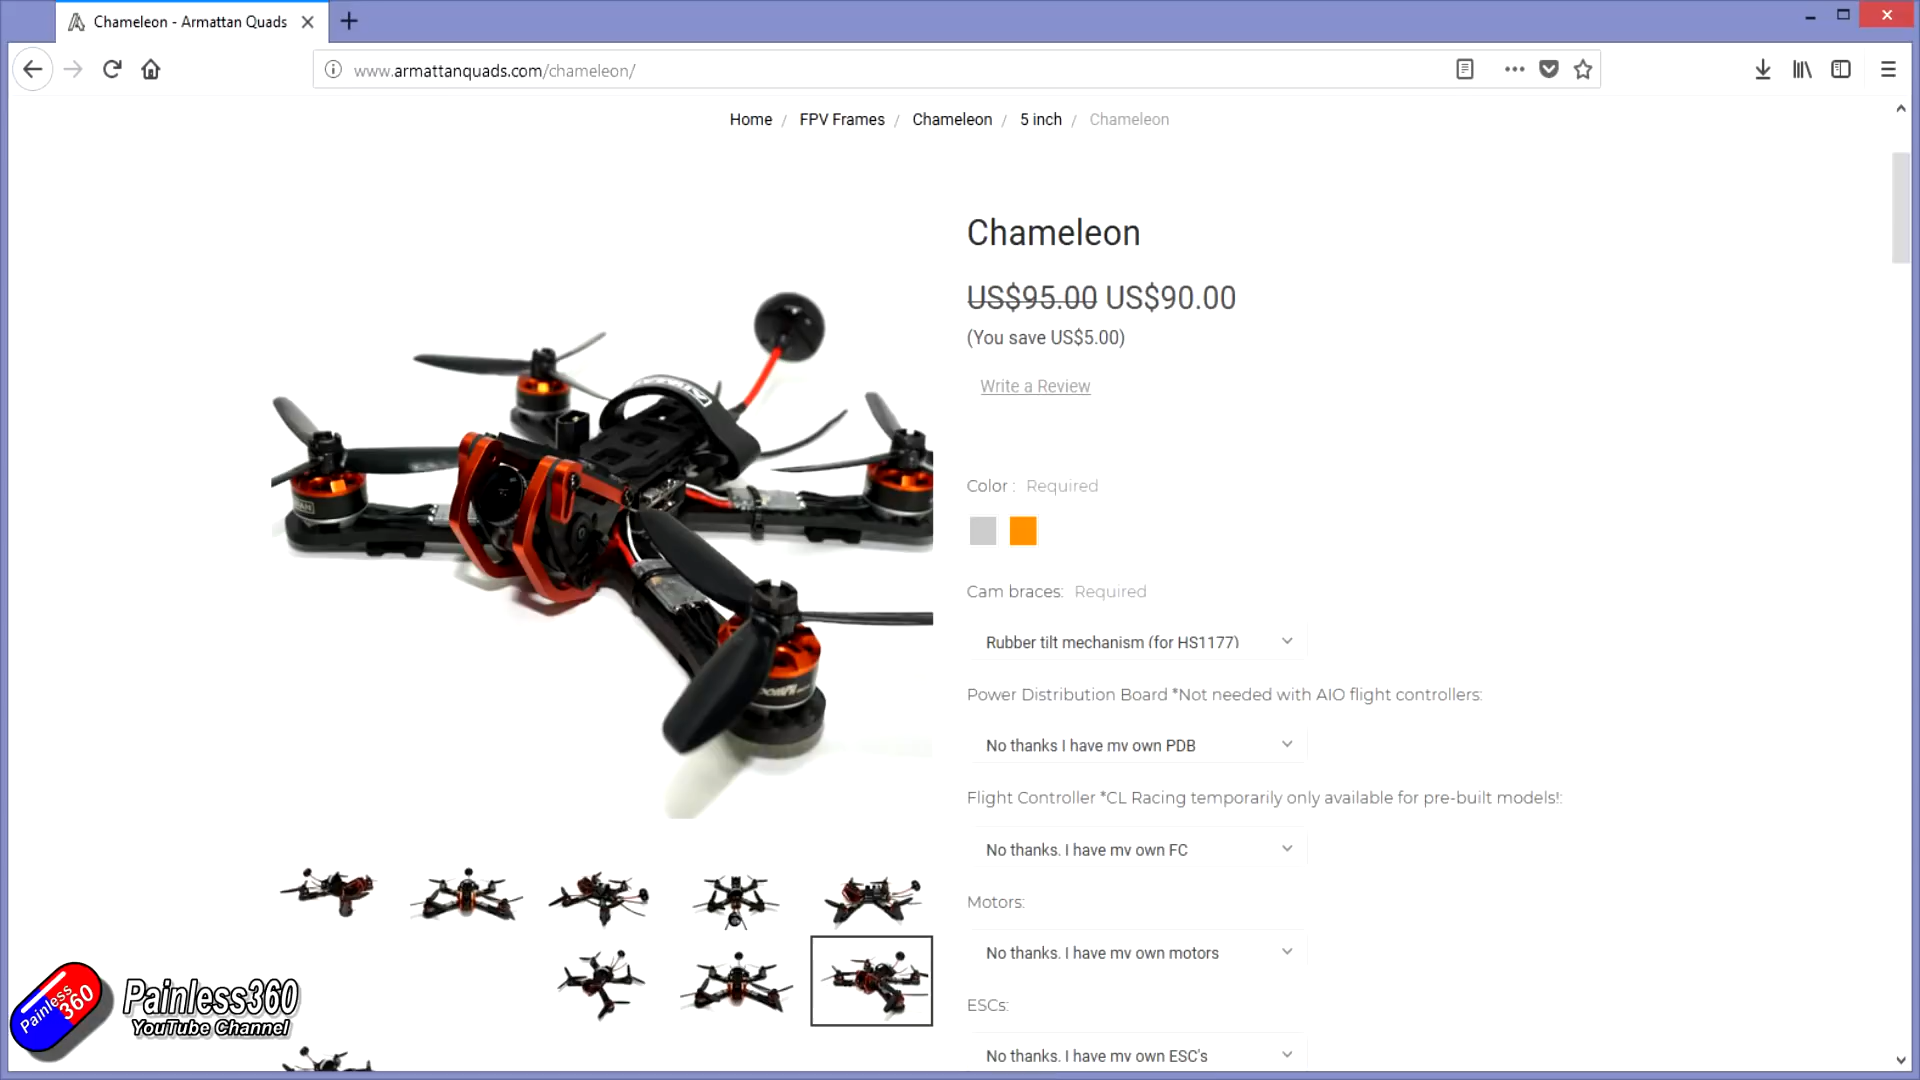 Chameleon - Armattan Quads
www.armattanquads.com/chameleon/
Home / FPV Frames / Chameleon / 5 inch / Chameleon
Chameleon
US$95.00 US$90.00
(You save US$5.00)
Write a Review
Color : Required
Cam braces: Required
Rubber tilt mechanism (for HS1177)
Power Distribution Board *Not needed with AIO flight controllers:
No thanks I have my own PDB
Flight Controller *CL Racing temporarily only available for pre-built models!:
No thanks. I have my own FC
Motors:
No thanks. I have my own motors
ESCs:
No thanks. I have my own ESC's
Painless
360
Painless360
YouTube Channel